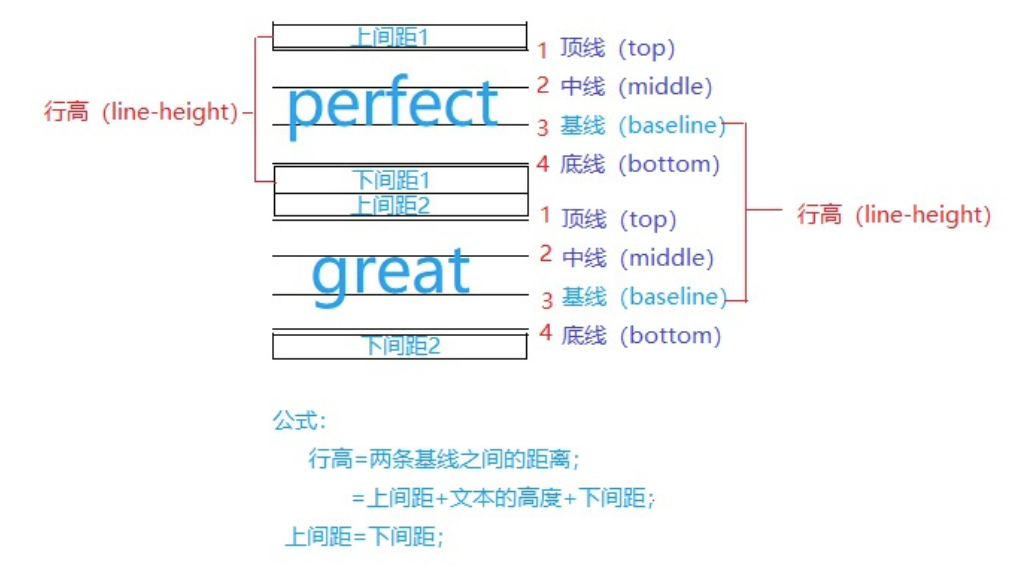 上间距1
1 顶线（top）
2 中线（middle）
perfect
行高（line-height）
3 基线（baseline）
4 底线（bottom）
下间距1
上间距2
1 顶线（top）
行高（line-height）
2 中线（middle）
great
3 基线（baseline）
4 底线（bottom）
下间距2
公式：
行高=两条基线之间的距离；
=上间距+文本的高度+下间距；
上间距=下间距；